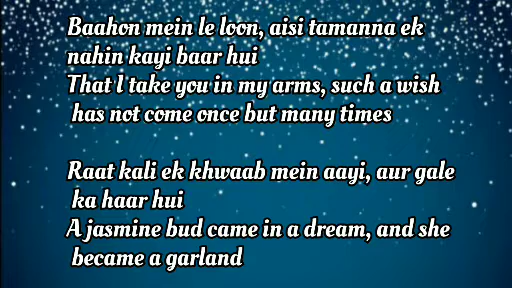 Baahon mein le loon, aisi tamanna ek
nahin kayi baar hui
That I take you in my arms, such a wish
has not come once but many times
Raat kali ek khwaab mein aayi, aur gale
ka haar hui
A jasmine bud came in a dream, and she
became a garland